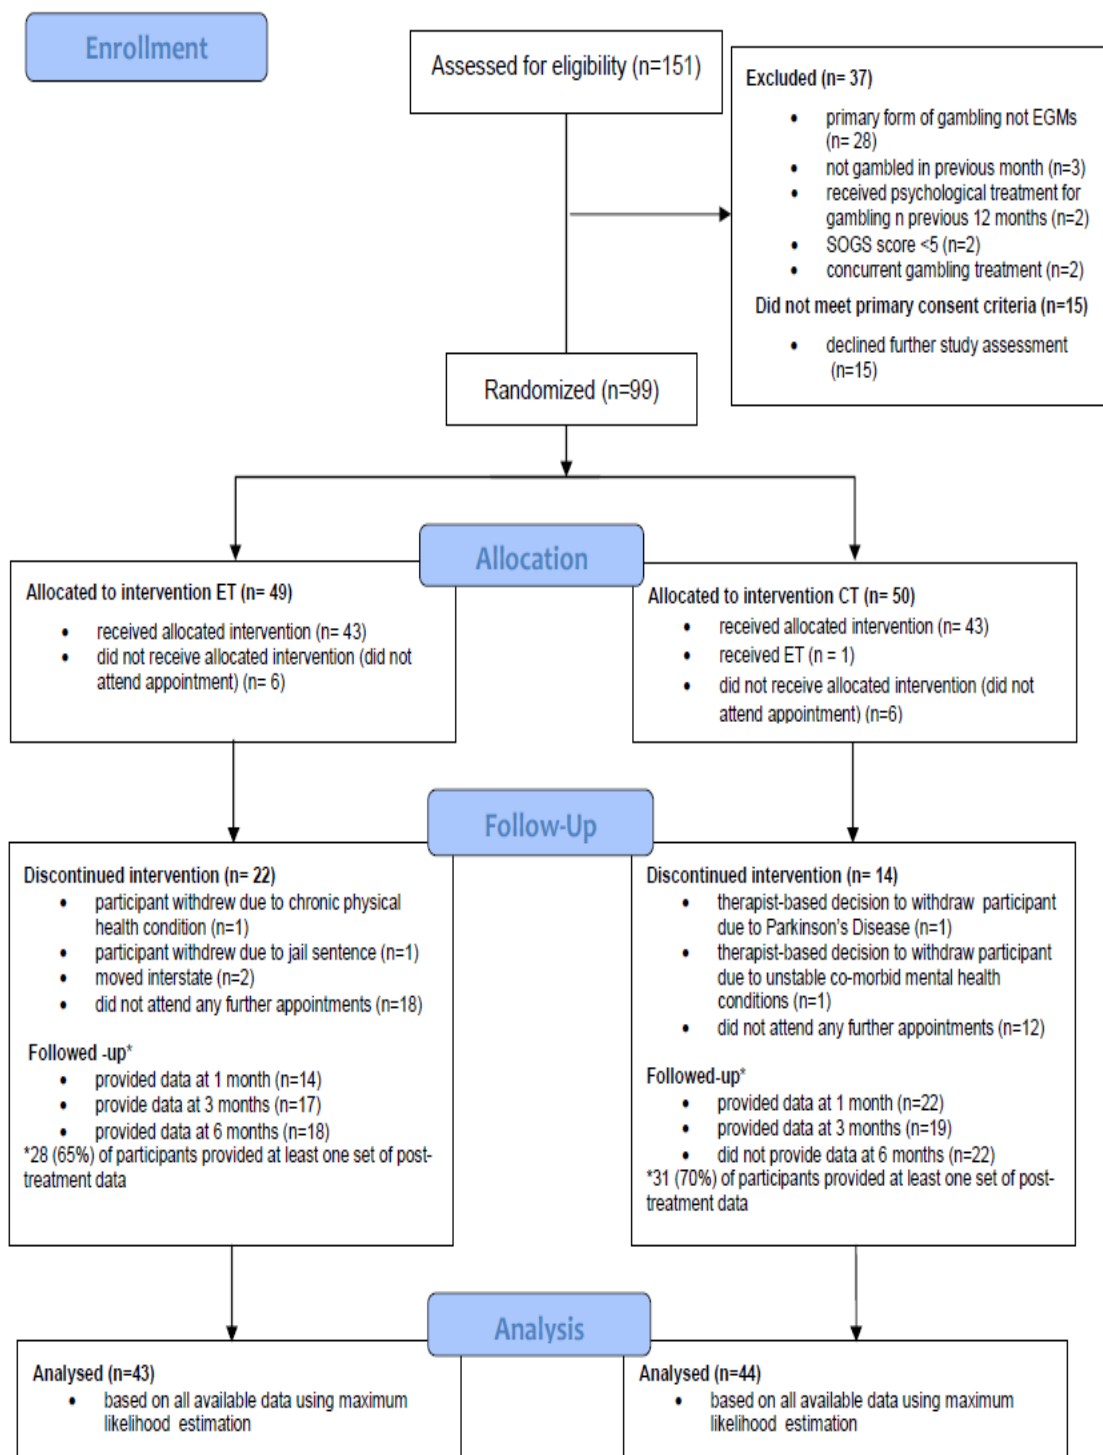 Enrollment
Assessed for eligibility (n=151)
Excluded (n= 37)
• primary form of gambling not EGMs
(n= 28)
• not gambled in previous month (n=3)
• received psychological treatment for
gambling n previous 12 months (n=2)
• SOGS score <5 (n=2)
• concurrent gambling treatment (n=2)
Did not meet primary consent criteria (n=15)
• declined further study assessment
(n=15)
Randomized (n=99)
Allocation
Allocated to intervention ET (n= 49)
• received allocated intervention (n= 43)
• did not receive allocated intervention (did not
attend appointment) (n= 6)
Allocated to intervention CT (n= 50)
• received allocated intervention (n= 43)
• received ET (n = 1)
• did not receive allocated intervention (did not
attend appointment) (n=6)
Follow-Up
Discontinued intervention (n= 22)
• participant withdrew due to chronic physical
health condition (n=1)
• participant withdrew due to jail sentence (n=1)
• moved interstate (n=2)
• did not attend any further appointments (n=18)
Followed -up*
• provided data at 1 month (n=14)
• provide data at 3 months (n=17)
• provided data at 6 months (n=18)
*28 (65%) of participants provided at least one set of post-
treatment data
Discontinued intervention (n= 14)
• therapist-based decision to withdraw participant
due to Parkinson's Disease (n=1)
• therapist-based decision to withdraw participant
due to unstable co-morbid mental health
conditions (n=1)
• did not attend any further appointments (n=12)
Followed-up*
• provided data at 1 month (n=22)
• provided data at 3 months (n=19)
• did not provide data at 6 months (n=22)
*31 (70%) of participants provided at least one set of post-
treatment data
Analysis
Analysed (n=43)
• based on all available data using maximum
likelihood estimation
Analysed (n=44)
• based on all available data using maximum
likelihood estimation